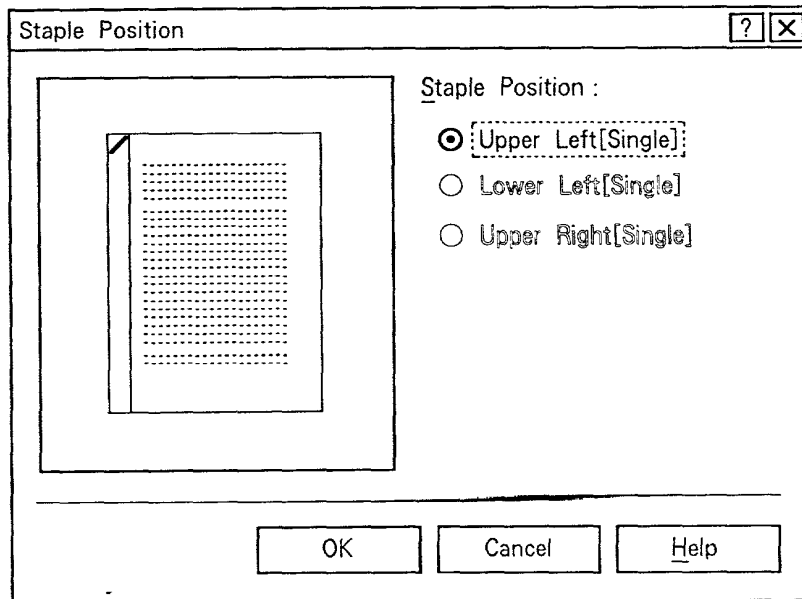 Staple Position
?
Staple Position :
Upper Left[Single]
Lower Left[Single]
Upper Right[Single]
OK Cancel Help